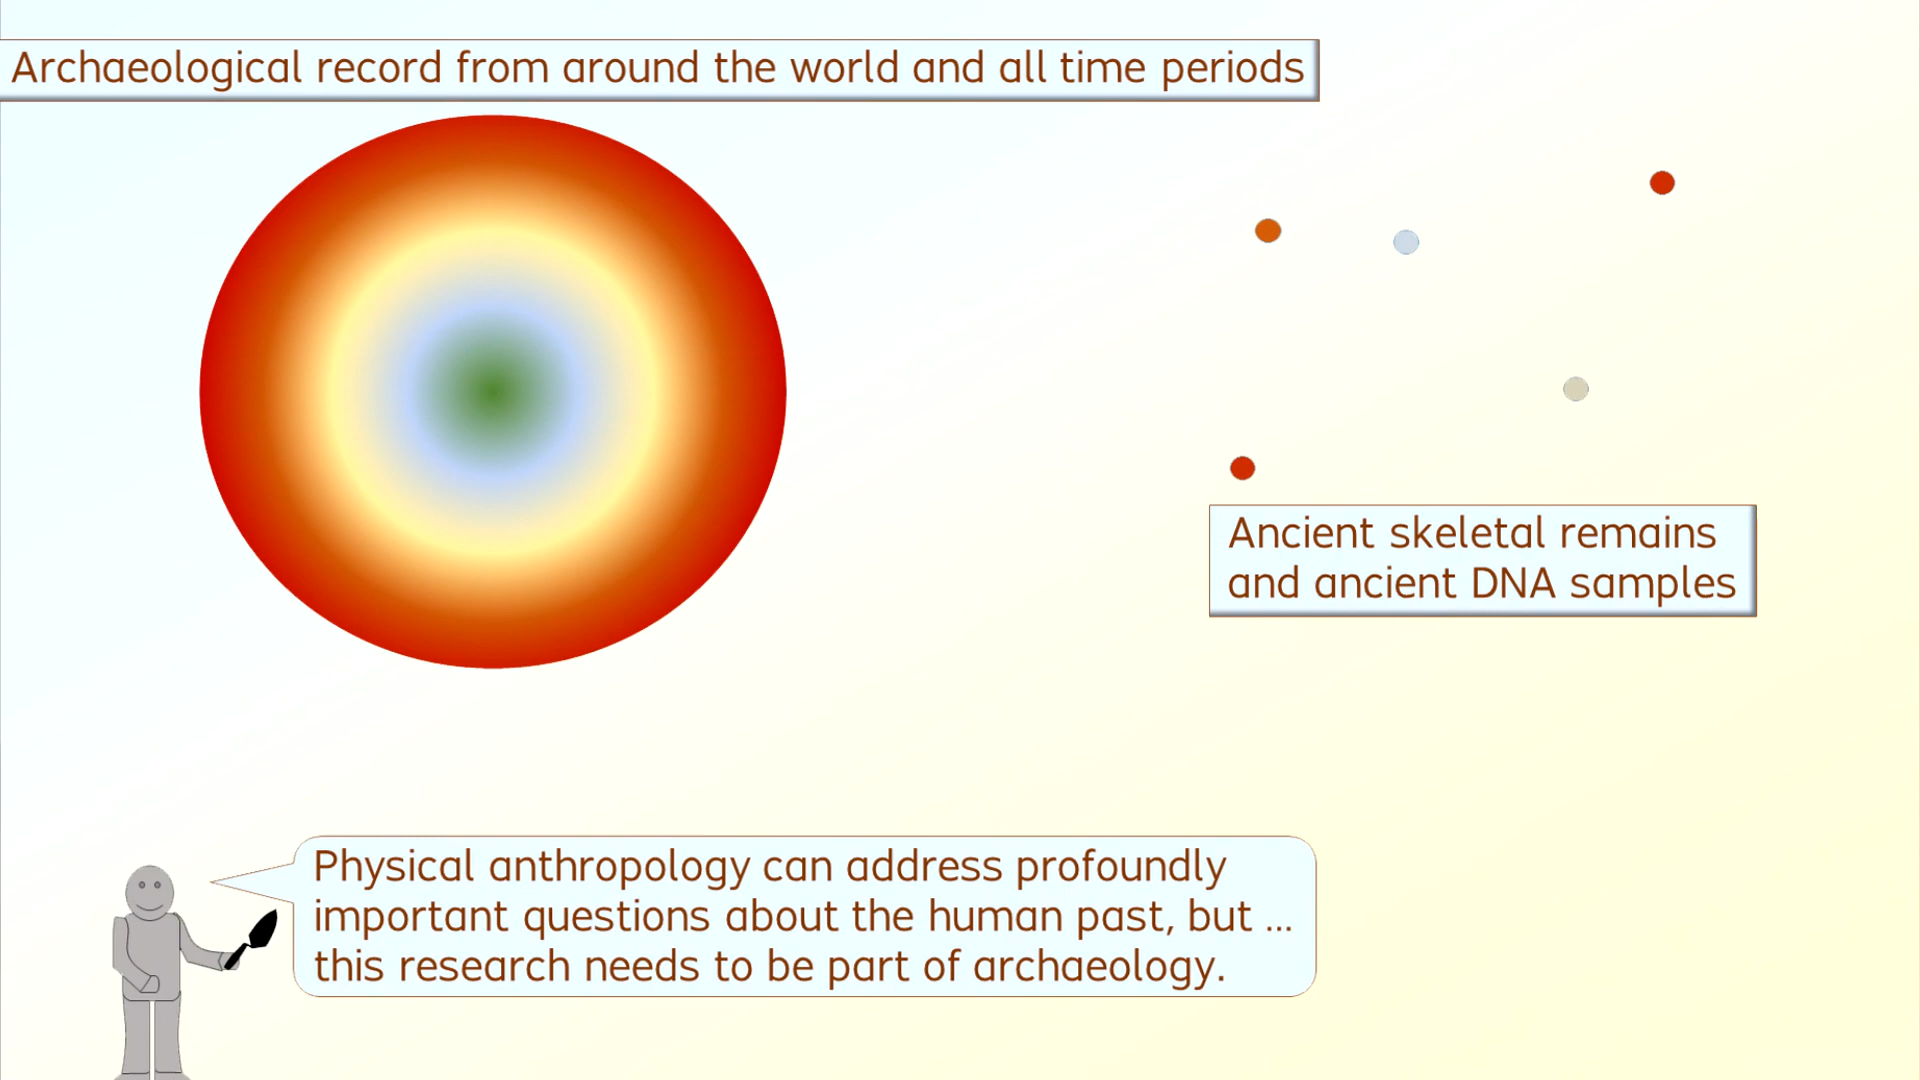 Archaeological record from around the world and all time periods
Ancient skeletal remains
and ancient DNA samples
Physical anthropology can address profoundly
important questions about the human past, but ...
this research needs to be part of archaeology.